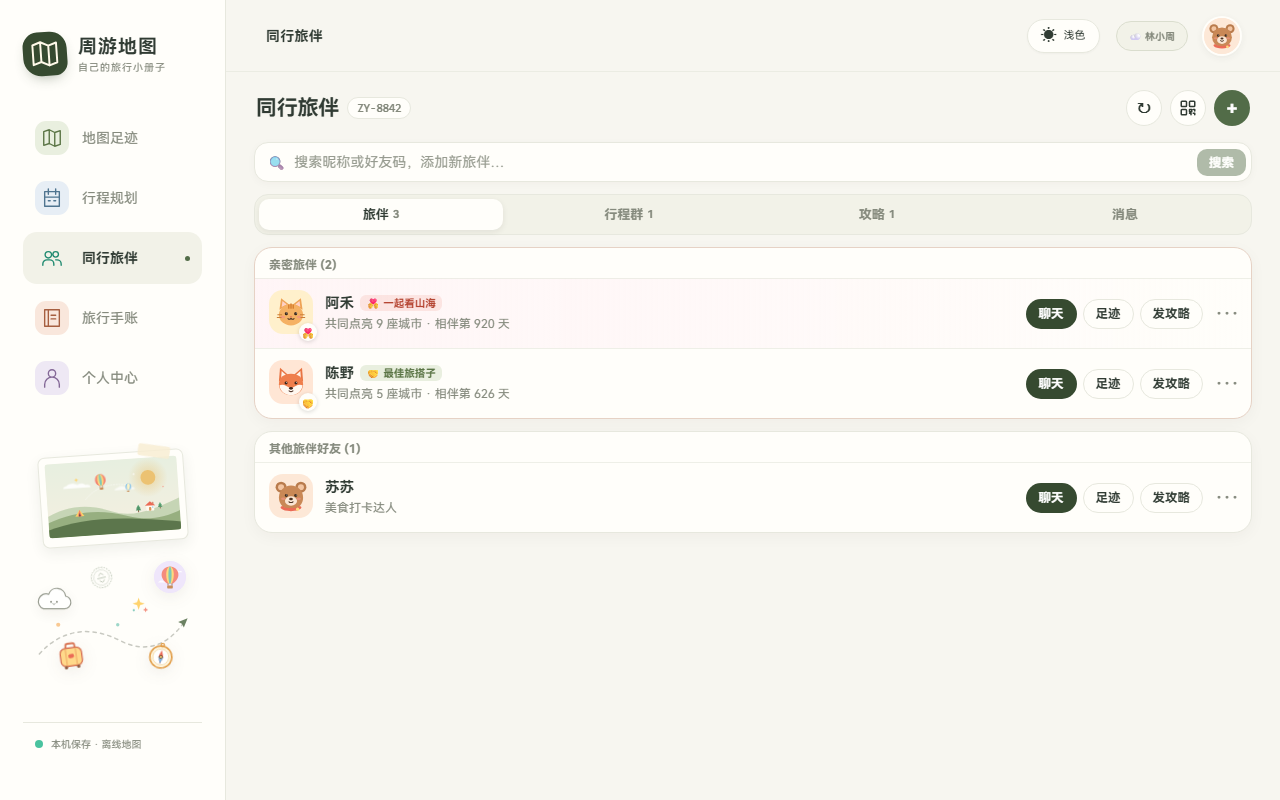 周游地图
自己的旅行小册子
地图足迹
行程规划
同行旅伴
旅行手账
个人中心
本机保存 · 离线地图
同行旅伴
浅色
林小周
同行旅伴 ZY-8842
搜索昵称或好友码，添加新旅伴...
搜索
旅伴 3
行程群 1
攻略 1
消息
亲密旅伴 (2)
阿禾 一起看山海
共同点亮 9 座城市 · 相伴第 920 天
聊天 足迹 发攻略 ···
陈野 最佳旅搭子
共同点亮 5 座城市 · 相伴第 626 天
聊天 足迹 发攻略 ···
其他旅伴好友 (1)
苏苏
美食打卡达人
聊天 足迹 发攻略 ···